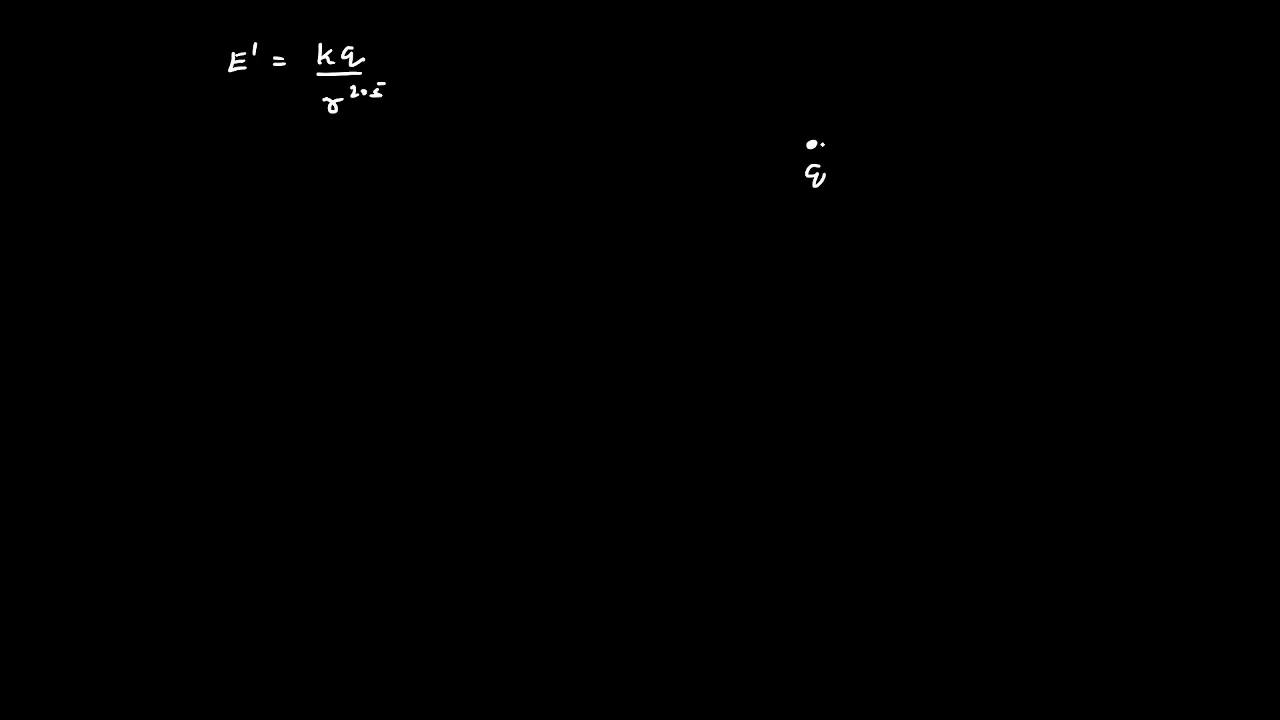 E' = kq / r^2.5
q